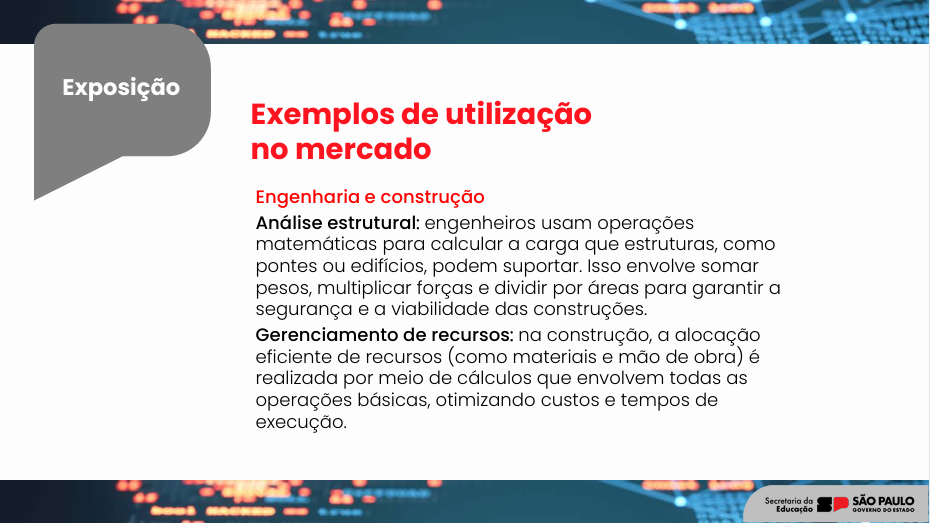 Exposição
Exemplos de utilização
no mercado
Engenharia e construção
Análise estrutural: engenheiros usam operações
matemáticas para calcular a carga que estruturas, como
pontes ou edifícios, podem suportar. Isso envolve somar
pesos, multiplicar forças e dividir por áreas para garantir a
segurança e a viabilidade das construções.
Gerenciamento de recursos: na construção, a alocação
eficiente de recursos (como materiais e mão de obra) é
realizada por meio de cálculos que envolvem todas as
operações básicas, otimizando custos e tempos de
execução.
Secretaria da
Educação
SÃO PAULO
GOVERNO DO ESTADO